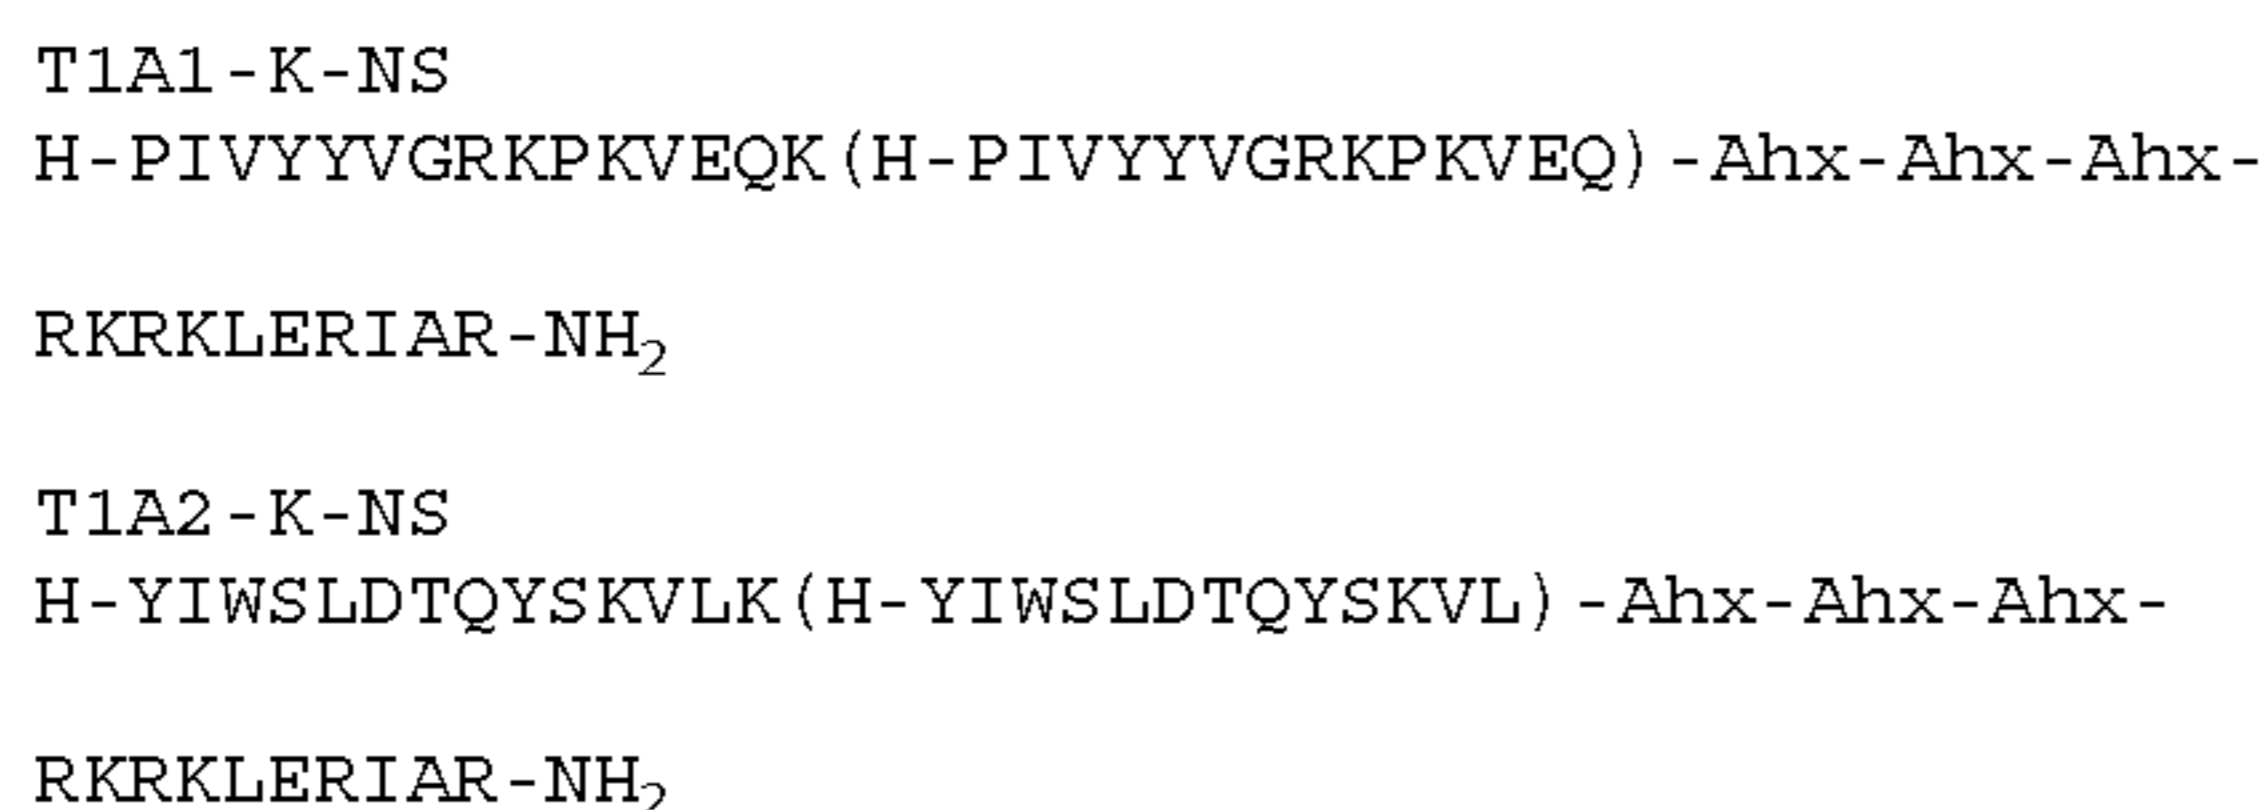 T1A1-K-NS
H-PIVYYVGRKPKVEQK(H-PIVYYVGRKPKVEQ)-Ahx-Ahx-Ahx-
RKRKLERIAR-NH₂
T1A2-K-NS
H-YIWSLDTQYSKVLK(H-YIWSLDTQYSKVL)-Ahx-Ahx-Ahx-
RKRKLERIAR-NH₂